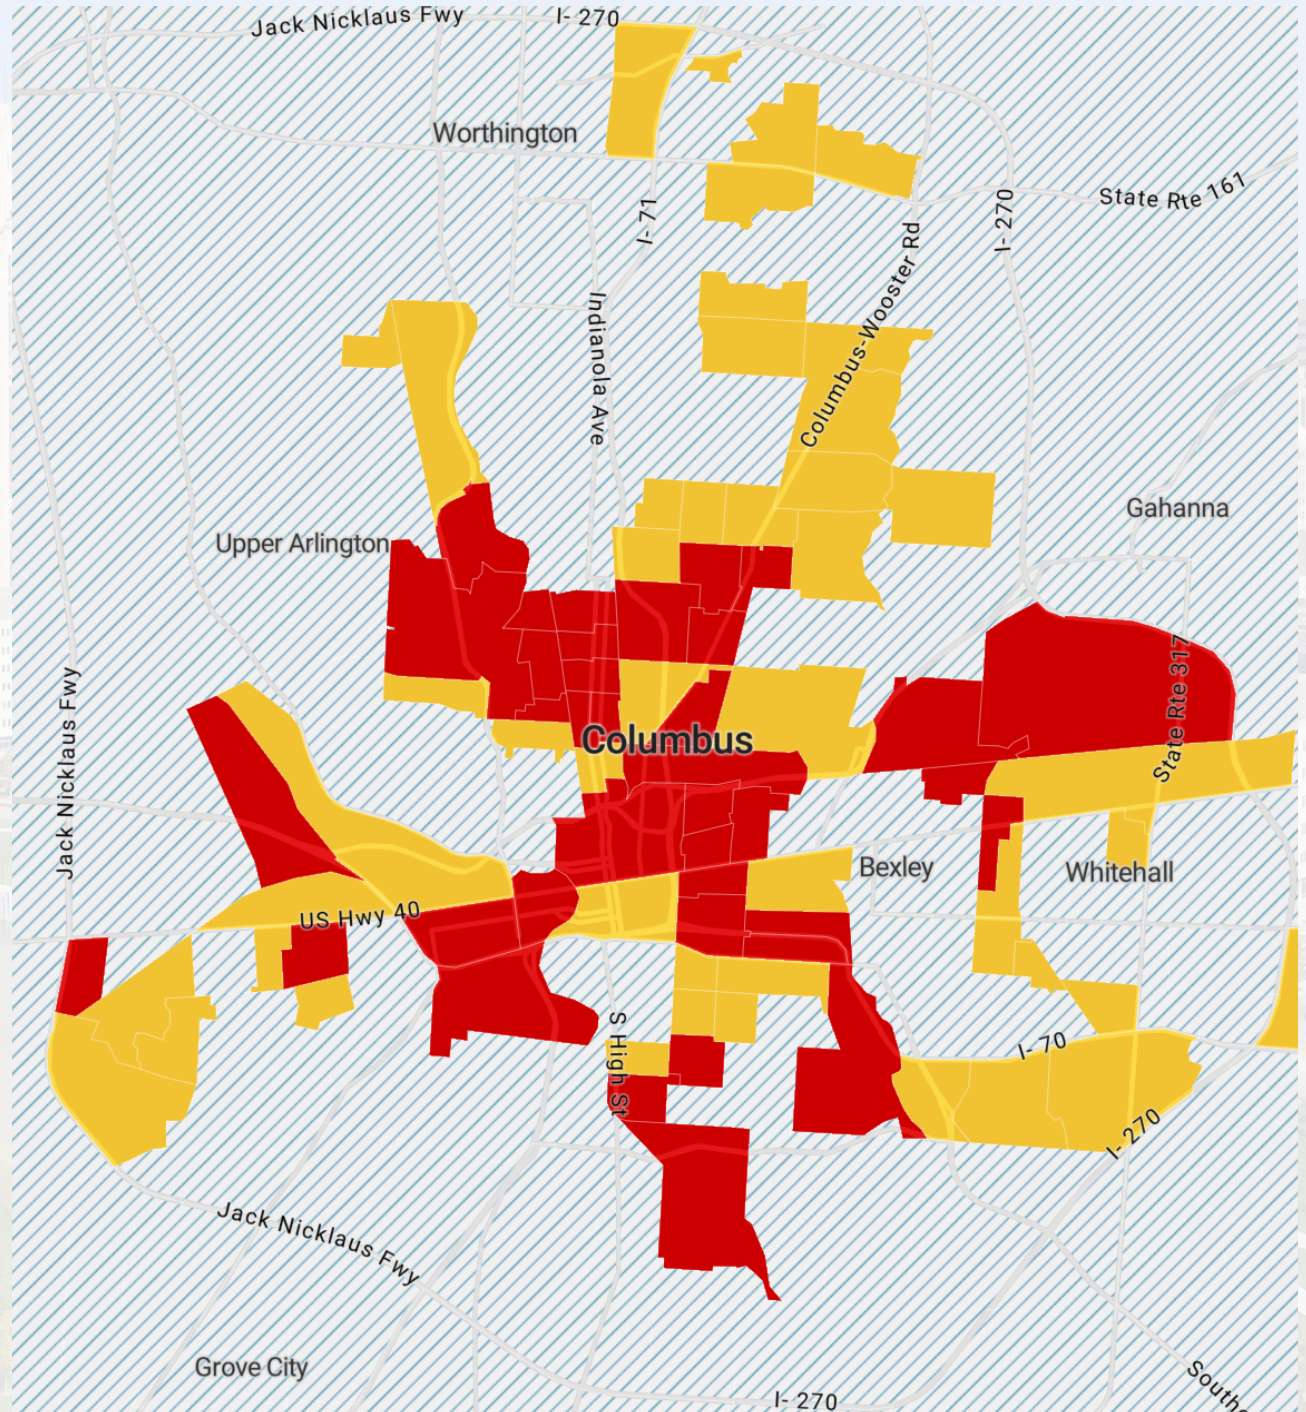 Jack Nicklaus Fwy
I- 270
Worthington
State Rte 161
I- 71
I- 270
Columbus-Wooster Rd
Indianola Ave
Gahanna
Upper Arlington
State Rte 317
Jack Nicklaus Fwy
Columbus
Bexley
Whitehall
US Hwy 40
S High St
I- 70
I- 270
Jack Nicklaus Fwy
Grove City
I- 270